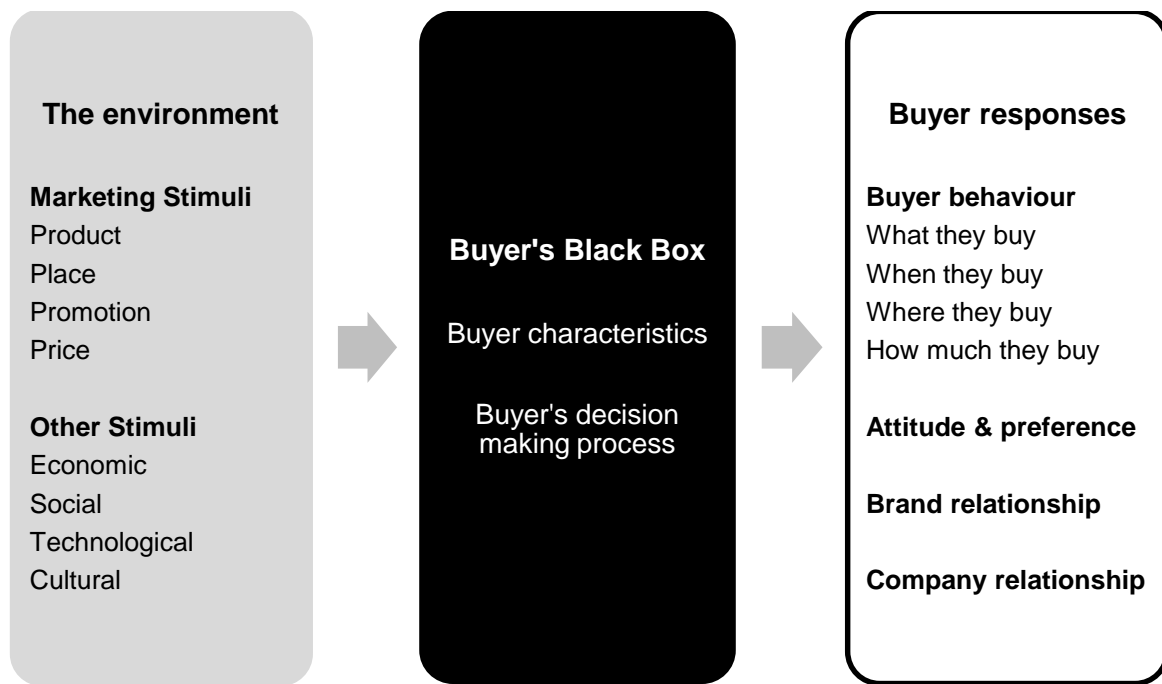 The environment
Marketing Stimuli
Product
Place
Promotion
Price
Other Stimuli
Economic
Social
Technological
Cultural
Buyer's Black Box
Buyer characteristics
Buyer's decision
making process
Buyer responses
Buyer behaviour
What they buy
When they buy
Where they buy
How much they buy
Attitude & preference
Brand relationship
Company relationship